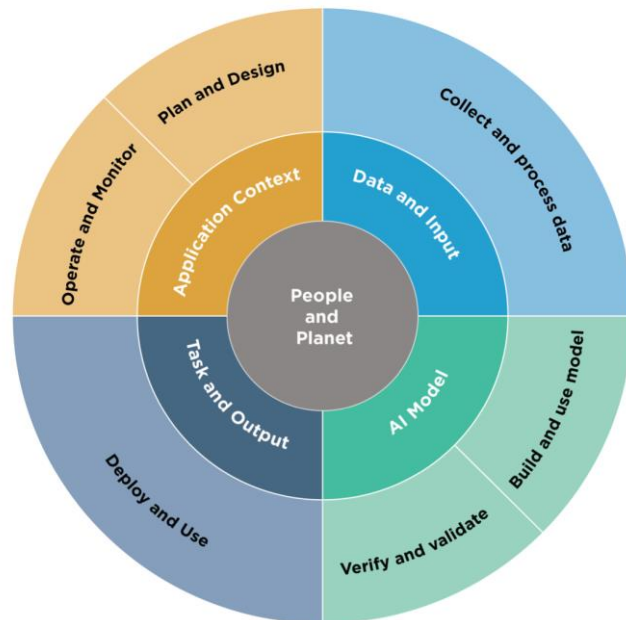 Plan and Design
Collect and process data
Operate and Monitor
Application Context
Data and Input
People
and
Planet
Task and Output
AI Model
Build and use model
Deploy and Use
Verify and validate